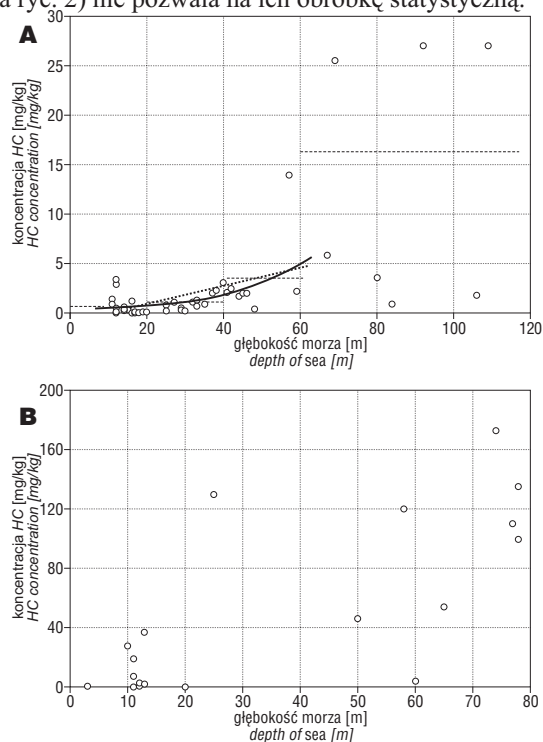 a ryc. 2) nie pozwala na ich obróbkę statystyczną.
A
koncentracja HC [mg/kg]
HC concentration [mg/kg]
30
25
20
15
10
5
0
0 20 40 60 80 100 120
głębokość morza [m]
depth of sea [m]
B
koncentracja HC [mg/kg]
HC concentration [mg/kg]
200
160
120
80
40
0
0 10 20 30 40 50 60 70 80
głębokość morza [m]
depth of sea [m]